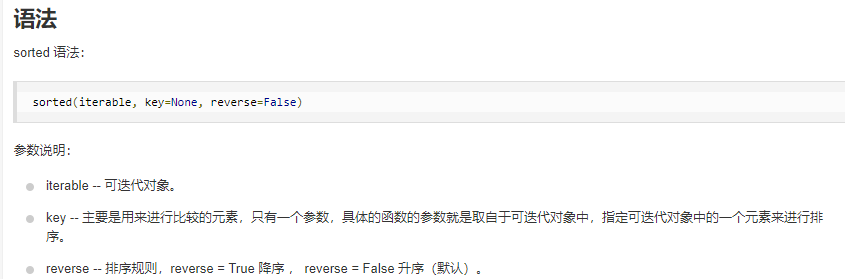 语法
sorted 语法：
sorted(iterable, key=None, reverse=False)
参数说明：
iterable -- 可迭代对象。
key -- 主要是用来进行比较的元素，只有一个参数，具体的函数的参数就是取自于可迭代对象中，指定可迭代对象中的一个元素来进行排
序。
reverse -- 排序规则，reverse = True 降序 ， reverse = False 升序（默认）。